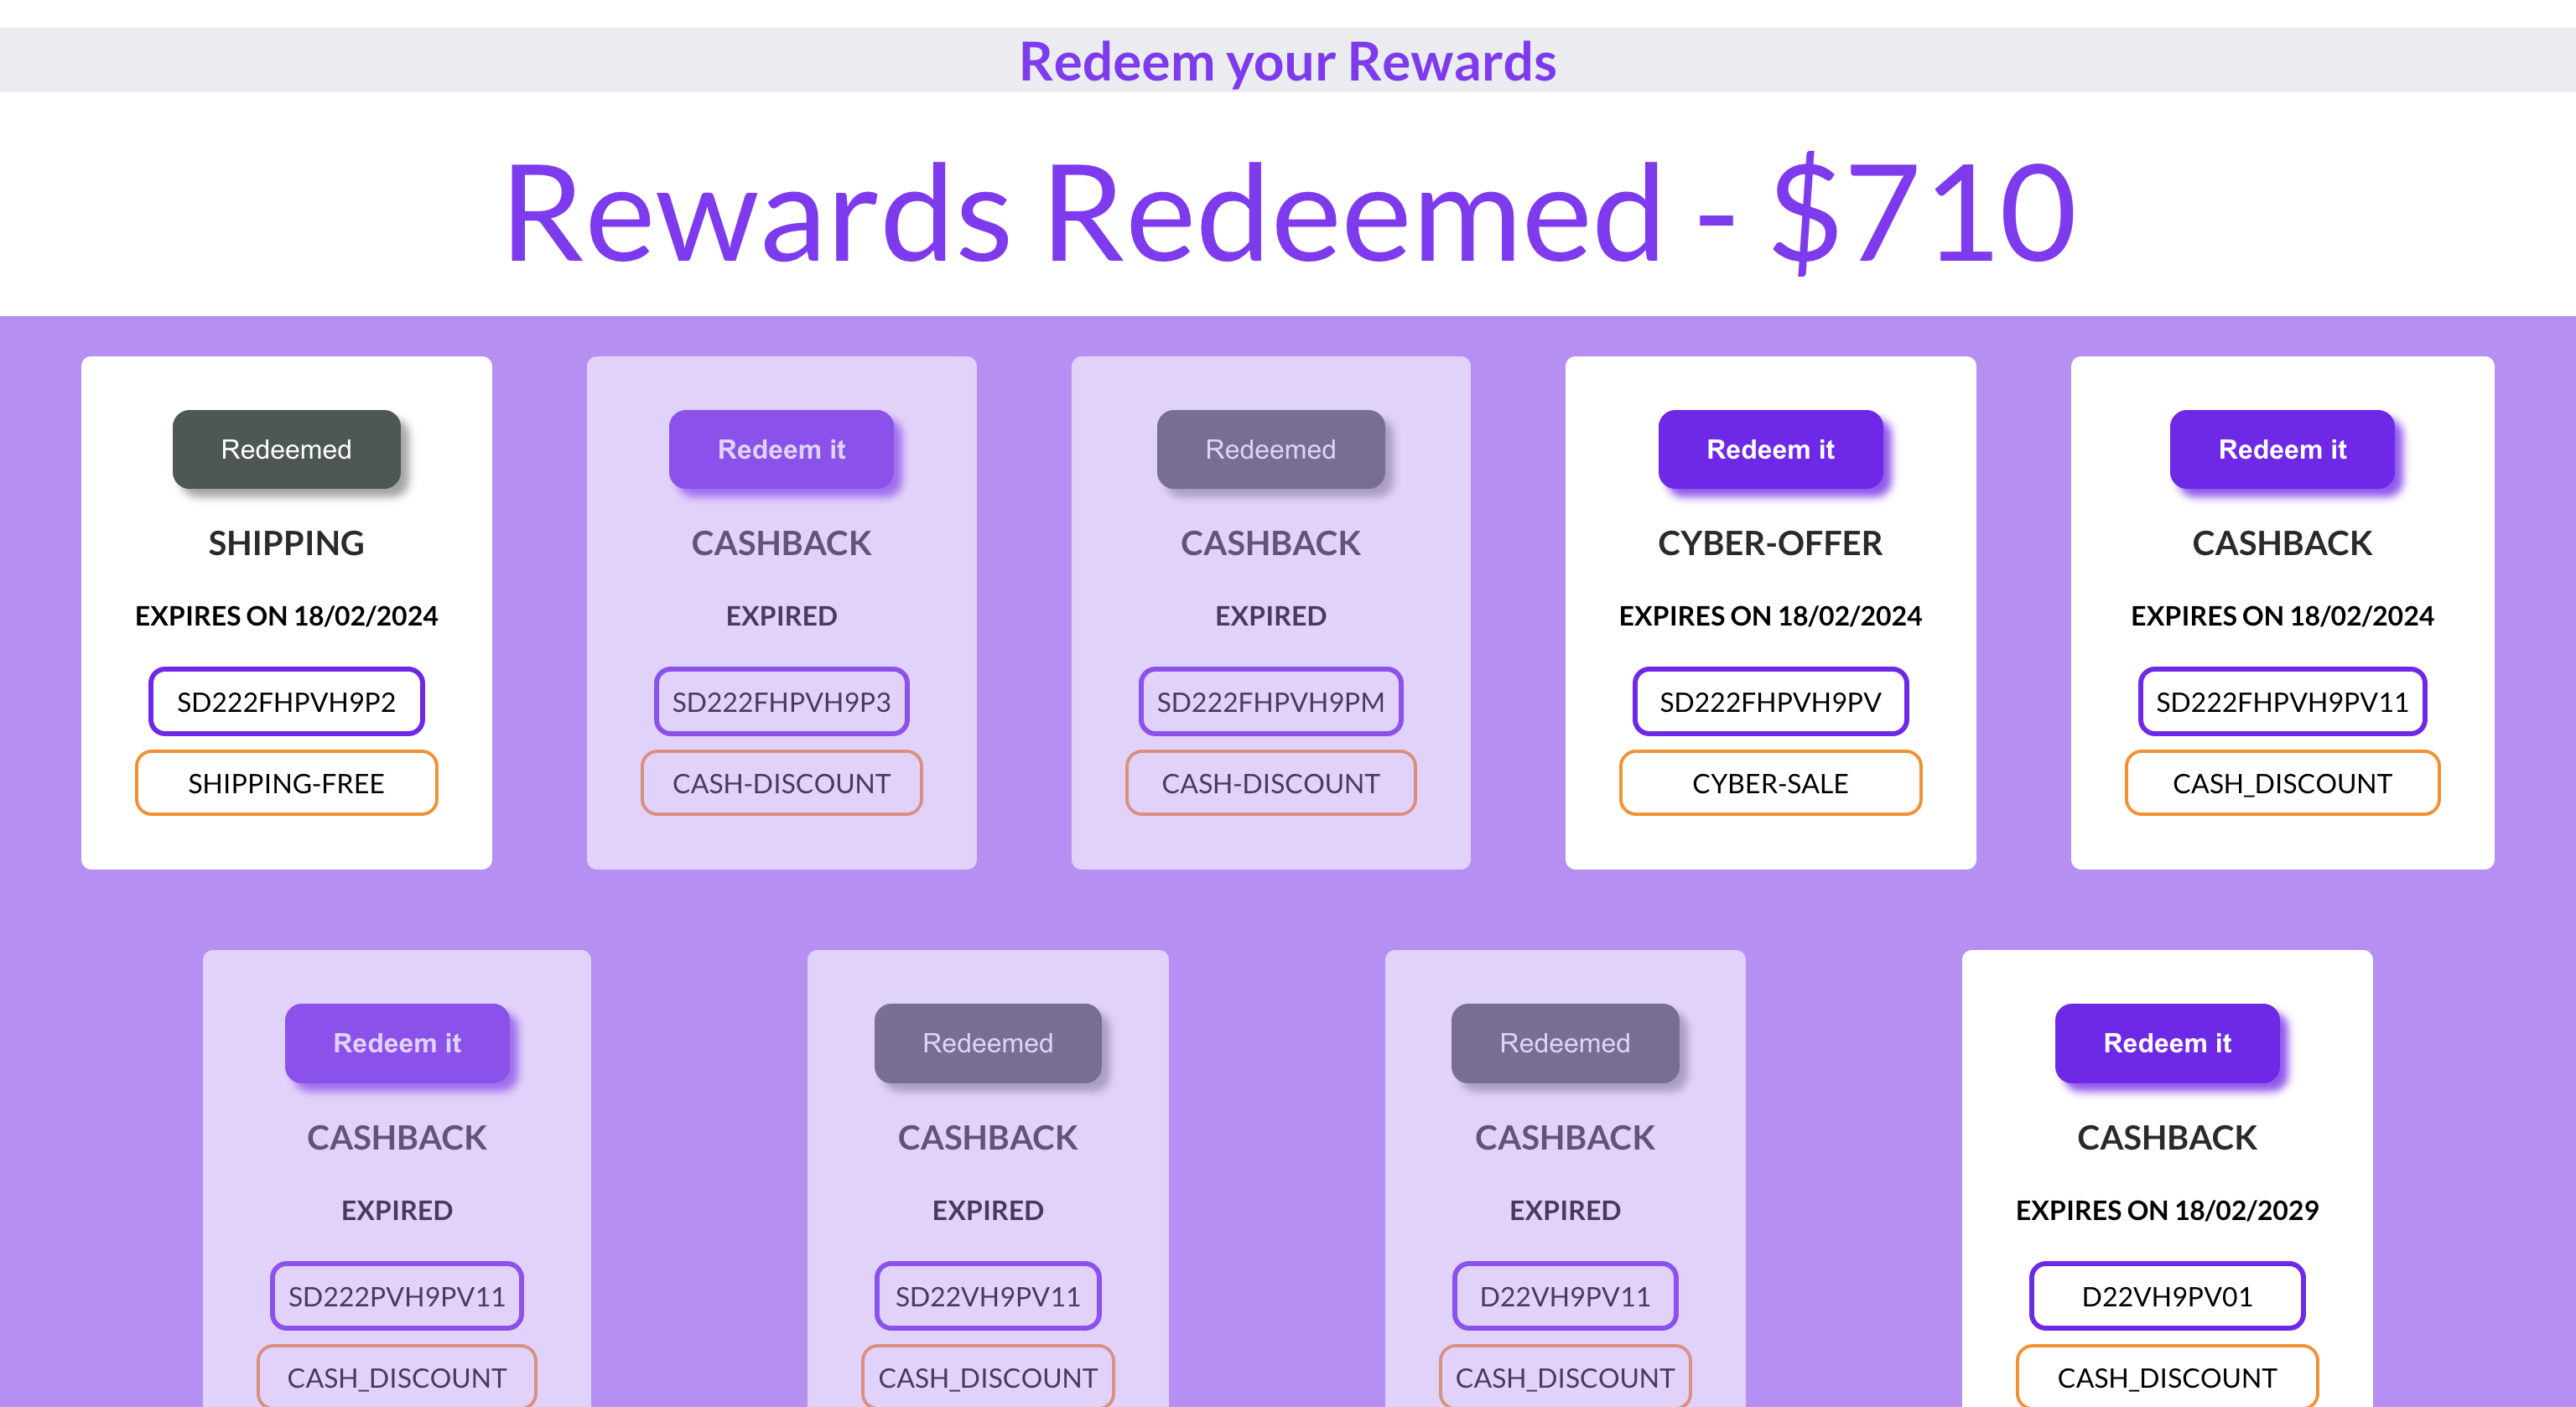 Redeem your Rewards
Rewards Redeemed - $710
Redeemed
SHIPPING
EXPIRES ON 18/02/2024
SD222FHPVH9P2
SHIPPING-FREE
Redeem it
CASHBACK
EXPIRED
SD222FHPVH9P3
CASH-DISCOUNT
Redeemed
CASHBACK
EXPIRED
SD222FHPVH9PM
CASH-DISCOUNT
Redeem it
CYBER-OFFER
EXPIRES ON 18/02/2024
SD222FHPVH9PV
CYBER-SALE
Redeem it
CASHBACK
EXPIRES ON 18/02/2024
SD222FHPVH9PV11
CASH_DISCOUNT
Redeem it
CASHBACK
EXPIRED
SD222PVH9PV11
CASH_DISCOUNT
Redeemed
CASHBACK
EXPIRED
SD22VH9PV11
CASH_DISCOUNT
Redeemed
CASHBACK
EXPIRED
D22VH9PV11
CASH_DISCOUNT
Redeem it
CASHBACK
EXPIRES ON 18/02/2029
D22VH9PV01
CASH_DISCOUNT